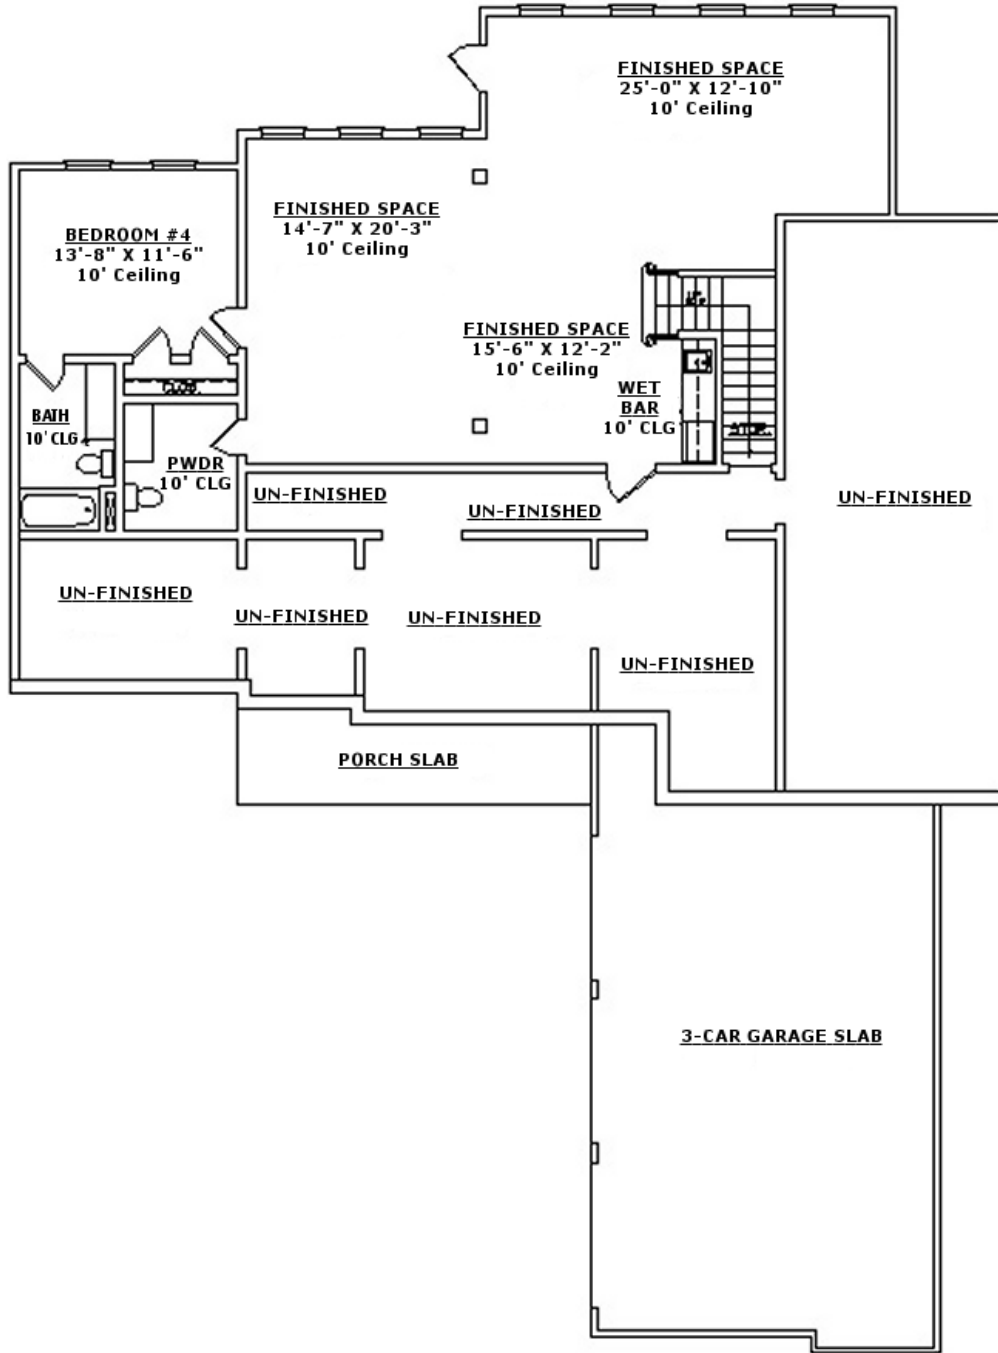 FINISHED SPACE
25'-0" X 12'-10"
10' Ceiling
FINISHED SPACE
14'-7" X 20'-3"
10' Ceiling
BEDROOM #4
13'-8" X 11'-6"
10' Ceiling
FINISHED SPACE
15'-6" X 12'-2"
10' Ceiling
WET
BAR
10' CLG
BATH
10' CLG
PWDR
10' CLG
UN-FINISHED
UN-FINISHED
UN-FINISHED
UN-FINISHED
UN-FINISHED
UN-FINISHED
UN-FINISHED
PORCH SLAB
3-CAR GARAGE SLAB